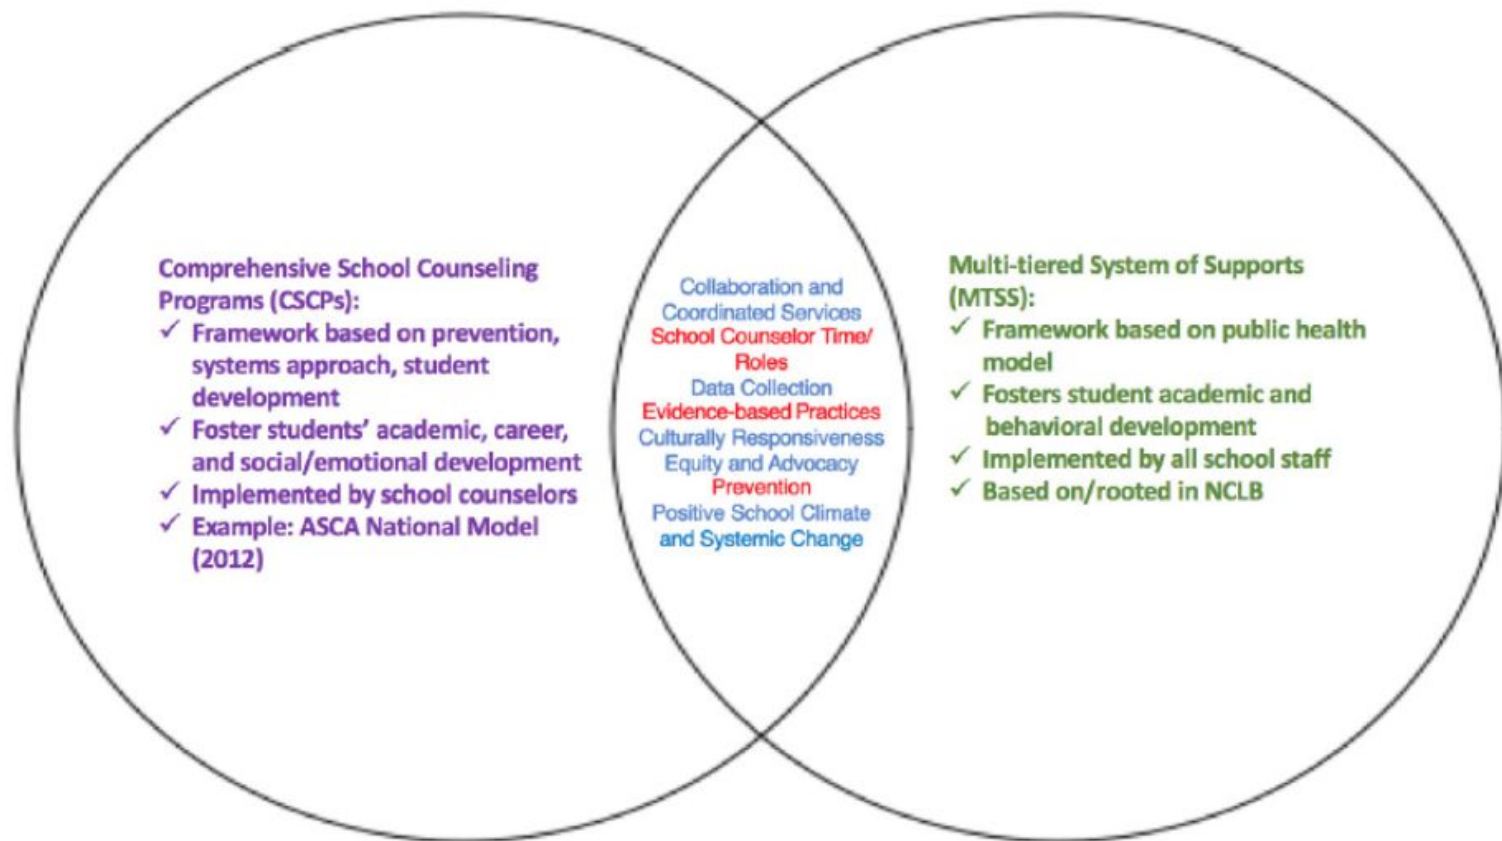 Comprehensive School Counseling
Programs (CSCPs):
✓ Framework based on prevention,
systems approach, student
development
✓ Foster students' academic, career,
and social/emotional development
✓ Implemented by school counselors
✓ Example: ASCA National Model
(2012)
Collaboration and
Coordinated Services
School Counselor Time/
Roles
Data Collection
Evidence-based Practices
Culturally Responsiveness
Equity and Advocacy
Prevention
Positive School Climate
and Systemic Change
Multi-tiered System of Supports
(MTSS):
✓ Framework based on public health
model
✓ Fosters student academic and
behavioral development
✓ Implemented by all school staff
✓ Based on/rooted in NCLB